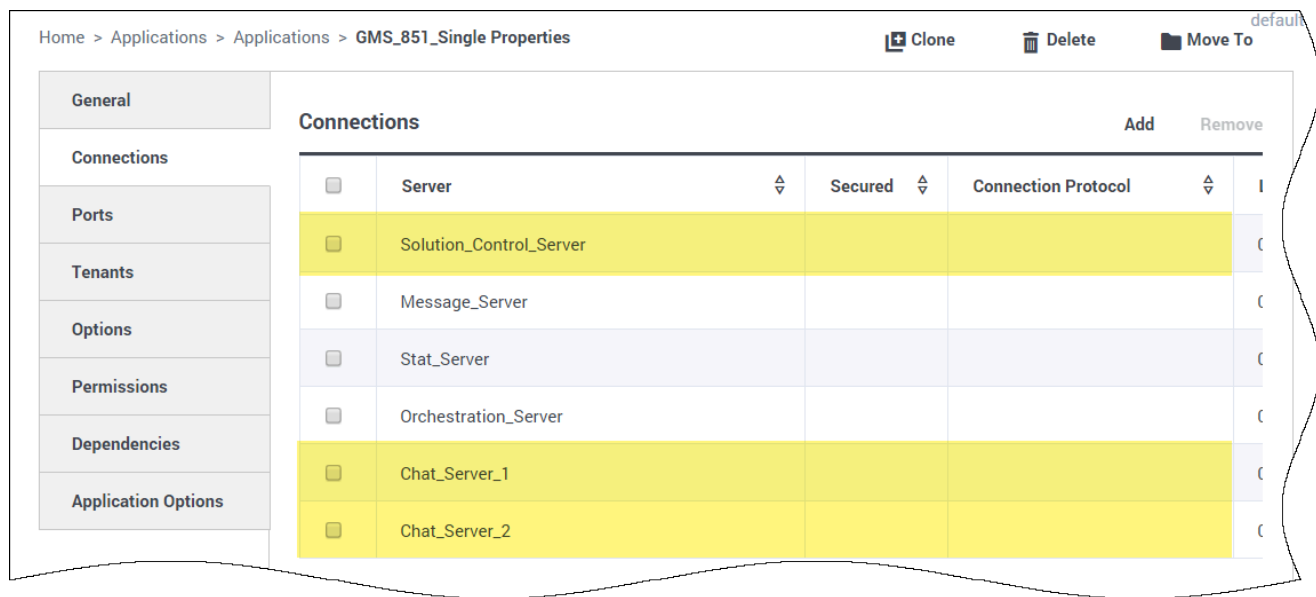 default
Home > Applications > Applications > GMS_851_Single Properties Clone Delete Move To
General
Connections Add Remove
Connections
Server Secured Connection Protocol
Ports
Solution_Control_Server
Tenants
Message_Server
Options
Stat_Server
Permissions
Orchestration_Server
Dependencies
Chat_Server_1
Application Options
Chat_Server_2